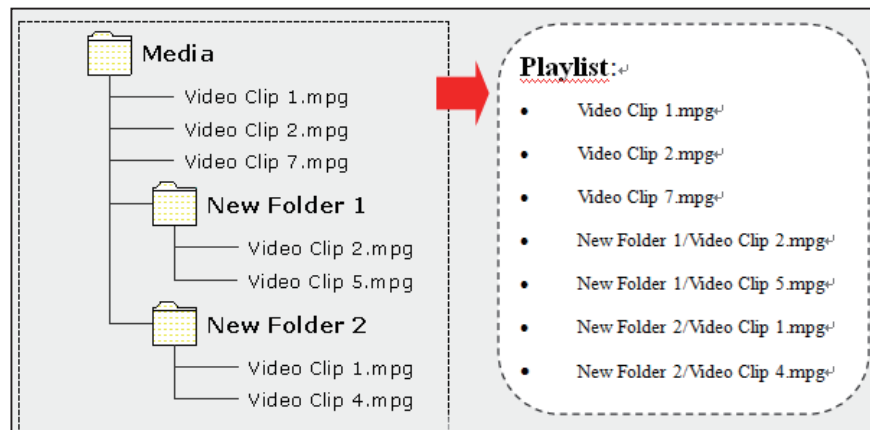 Media
Video Clip 1.mpg
Video Clip 2.mpg
Video Clip 7.mpg
New Folder 1
Video Clip 2.mpg
Video Clip 5.mpg
New Folder 2
Video Clip 1.mpg
Video Clip 4.mpg
Playlist:↵
• Video Clip 1.mpg↵
• Video Clip 2.mpg↵
• Video Clip 7.mpg↵
• New Folder 1/Video Clip 2.mpg↵
• New Folder 1/Video Clip 5.mpg↵
• New Folder 2/Video Clip 1.mpg↵
• New Folder 2/Video Clip 4.mpg↵